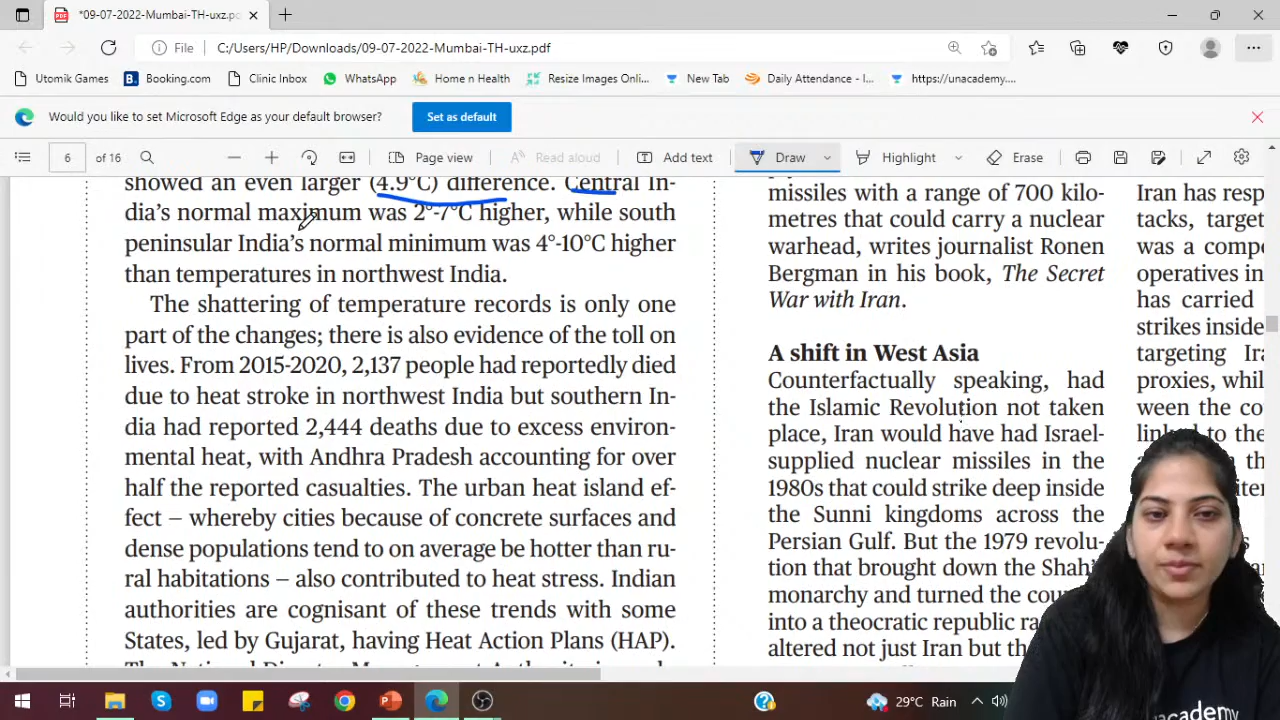 *09-07-2022-Mumbai-TH-uxz.pdf
File C:/Users/HP/Downloads/09-07-2022-Mumbai-TH-uxz.pdf
Utomik Games Booking.com Clinic Inbox WhatsApp Home n Health Resize Images Onl... New Tab Daily Attendance - I... https://unacademy....
Would you like to set Microsoft Edge as your default browser? Set as default
6 of 16 Page view Read aloud Add text Draw Highlight Erase
showed an even larger (4.9°C) difference. Central In-
dia's normal maximum was 2°-7°C higher, while south
peninsular India's normal minimum was 4°-10°C higher
than temperatures in northwest India.
The shattering of temperature records is only one
part of the changes; there is also evidence of the toll on
lives. From 2015-2020, 2,137 people had reportedly died
due to heat stroke in northwest India but southern In-
dia had reported 2,444 deaths due to excess environ-
mental heat, with Andhra Pradesh accounting for over
half the reported casualties. The urban heat island ef-
fect – whereby cities because of concrete surfaces and
dense populations tend to on average be hotter than ru-
ral habitations – also contributed to heat stress. Indian
authorities are cognisant of these trends with some
States, led by Gujarat, having Heat Action Plans (HAP).
missiles with a range of 700 kilo-
metres that could carry a nuclear
warhead, writes journalist Ronen
Bergman in his book, The Secret
War with Iran.
A shift in West Asia
Counterfactually speaking, had
the Islamic Revolution not taken
place, Iran would have had Israel-
supplied nuclear missiles in the
1980s that could strike deep inside
the Sunni kingdoms across the
Persian Gulf. But the 1979 revolu-
tion that brought down the Shah's
monarchy and turned the cou
into a theocratic republic ra
altered not just Iran but th
Iran has resp
tacks, target
was a compe
operatives in
has carried
strikes inside
targeting Ira
proxies, whil
ween the co
linked to the
29°C Rain
unacademy